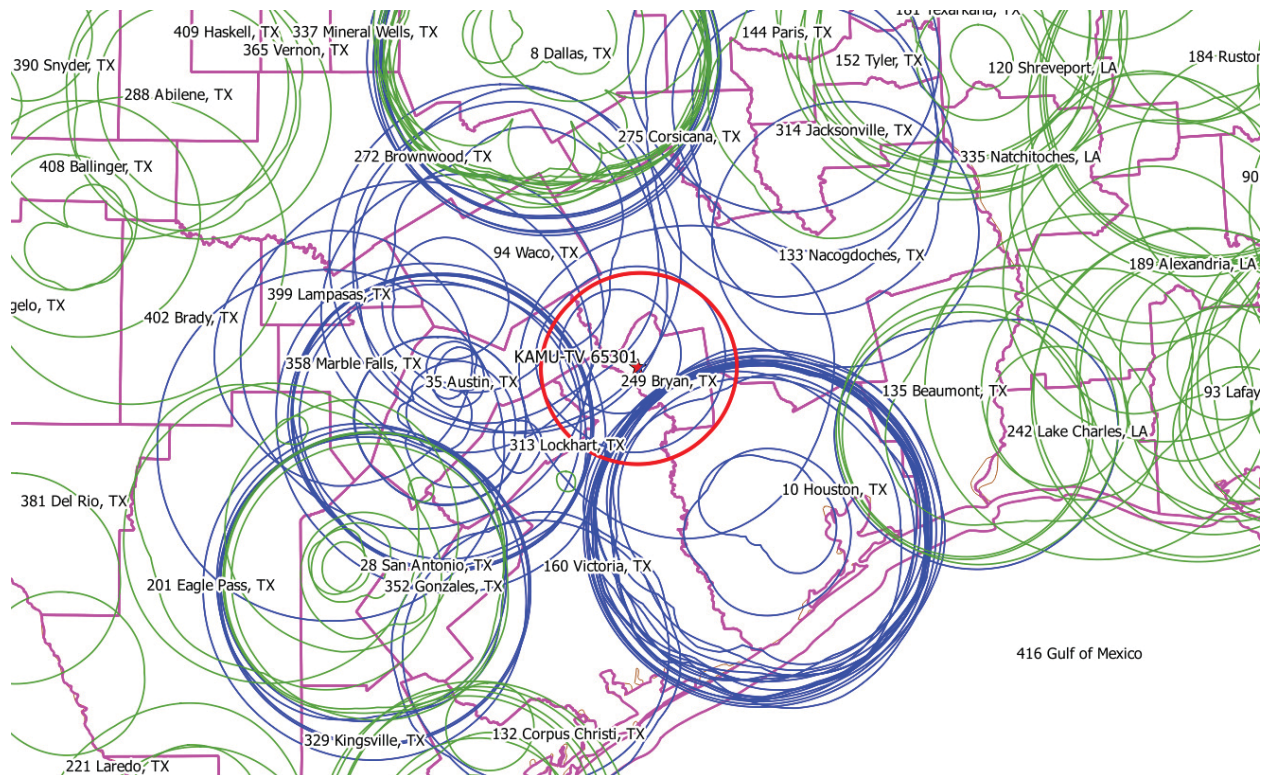 181 Texarkana, TX
409 Haskell, TX
337 Mineral Wells, TX
144 Paris, TX
365 Vernon, TX
8 Dallas, TX
152 Tyler, TX
184 Ruston
390 Snyder, TX
120 Shreveport, LA
288 Abilene, TX
275 Corsicana, TX
314 Jacksonville, TX
408 Ballinger, TX
272 Brownwood, TX
335 Natchitoches, LA
90
94 Waco, TX
133 Nacogdoches, TX
189 Alexandria, LA
399 Lampasas, TX
gelo, TX
402 Brady, TX
KAMU-TV 65301
358 Marble Falls, TX
35 Austin, TX
249 Bryan, TX
135 Beaumont, TX
93 Lafay
242 Lake Charles, LA
313 Lockhart, TX
10 Houston, TX
381 Del Rio, TX
28 San Antonio, TX
160 Victoria, TX
201 Eagle Pass, TX
352 Gonzales, TX
416 Gulf of Mexico
132 Corpus Christi, TX
329 Kingsville, TX
221 Laredo, TX